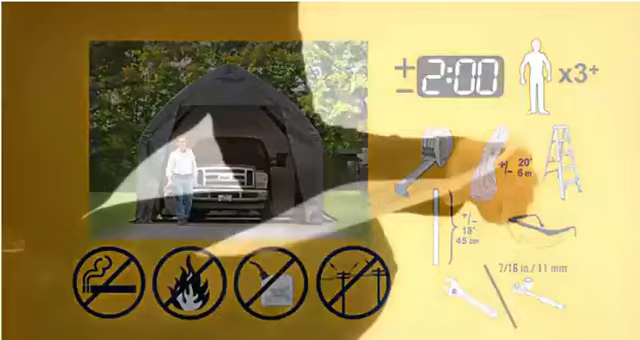 +/- 2:00
x3+
+/- 20'
6 m
+/-
18"
45 cm
7/16 in./ 11 mm